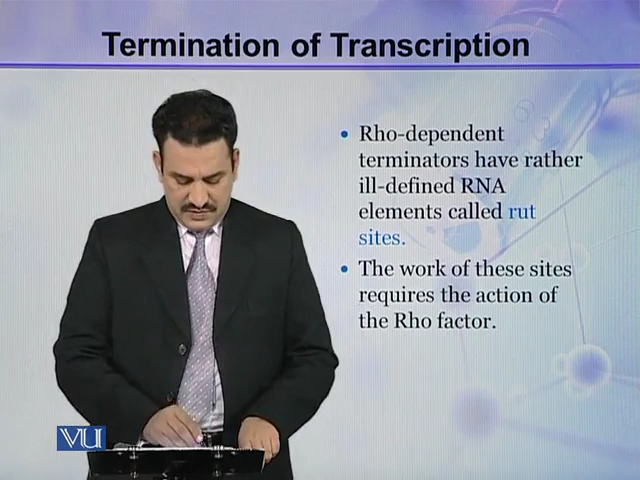 Termination of Transcription
• Rho-dependent
terminators have rather
ill-defined RNA
elements called rut
sites.
• The work of these sites
requires the action of
the Rho factor.
VU